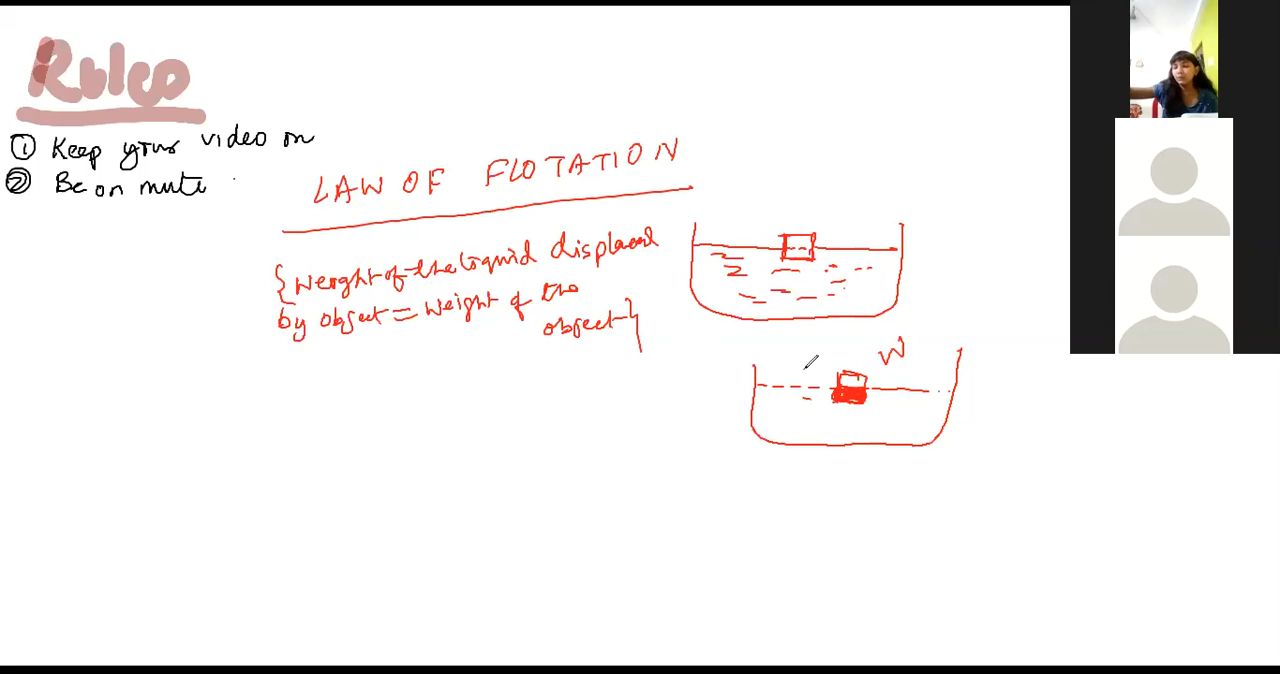 Rules
① Keep your video on
② Be on mute
LAW OF FLOTATION
{Weight of the liquid displaced
by object = Weight of the
object}
W